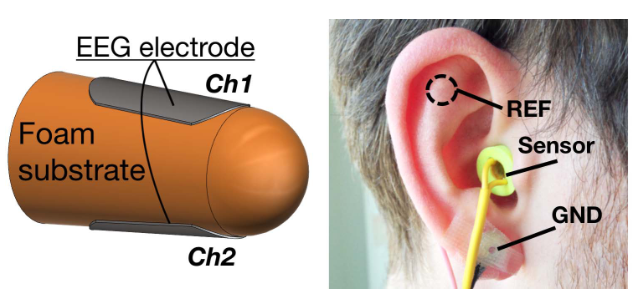 EEG electrode
Ch1
Foam
substrate
Ch2
REF
Sensor
GND